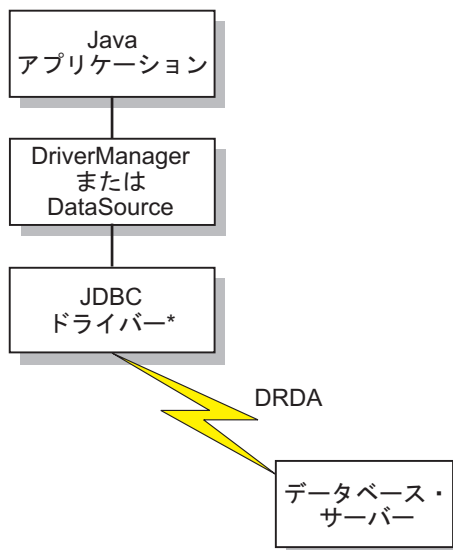 Java
アプリケーション
DriverManager
または
DataSource
JDBC
ドライバー*
DRDA
データベース・
サーバー